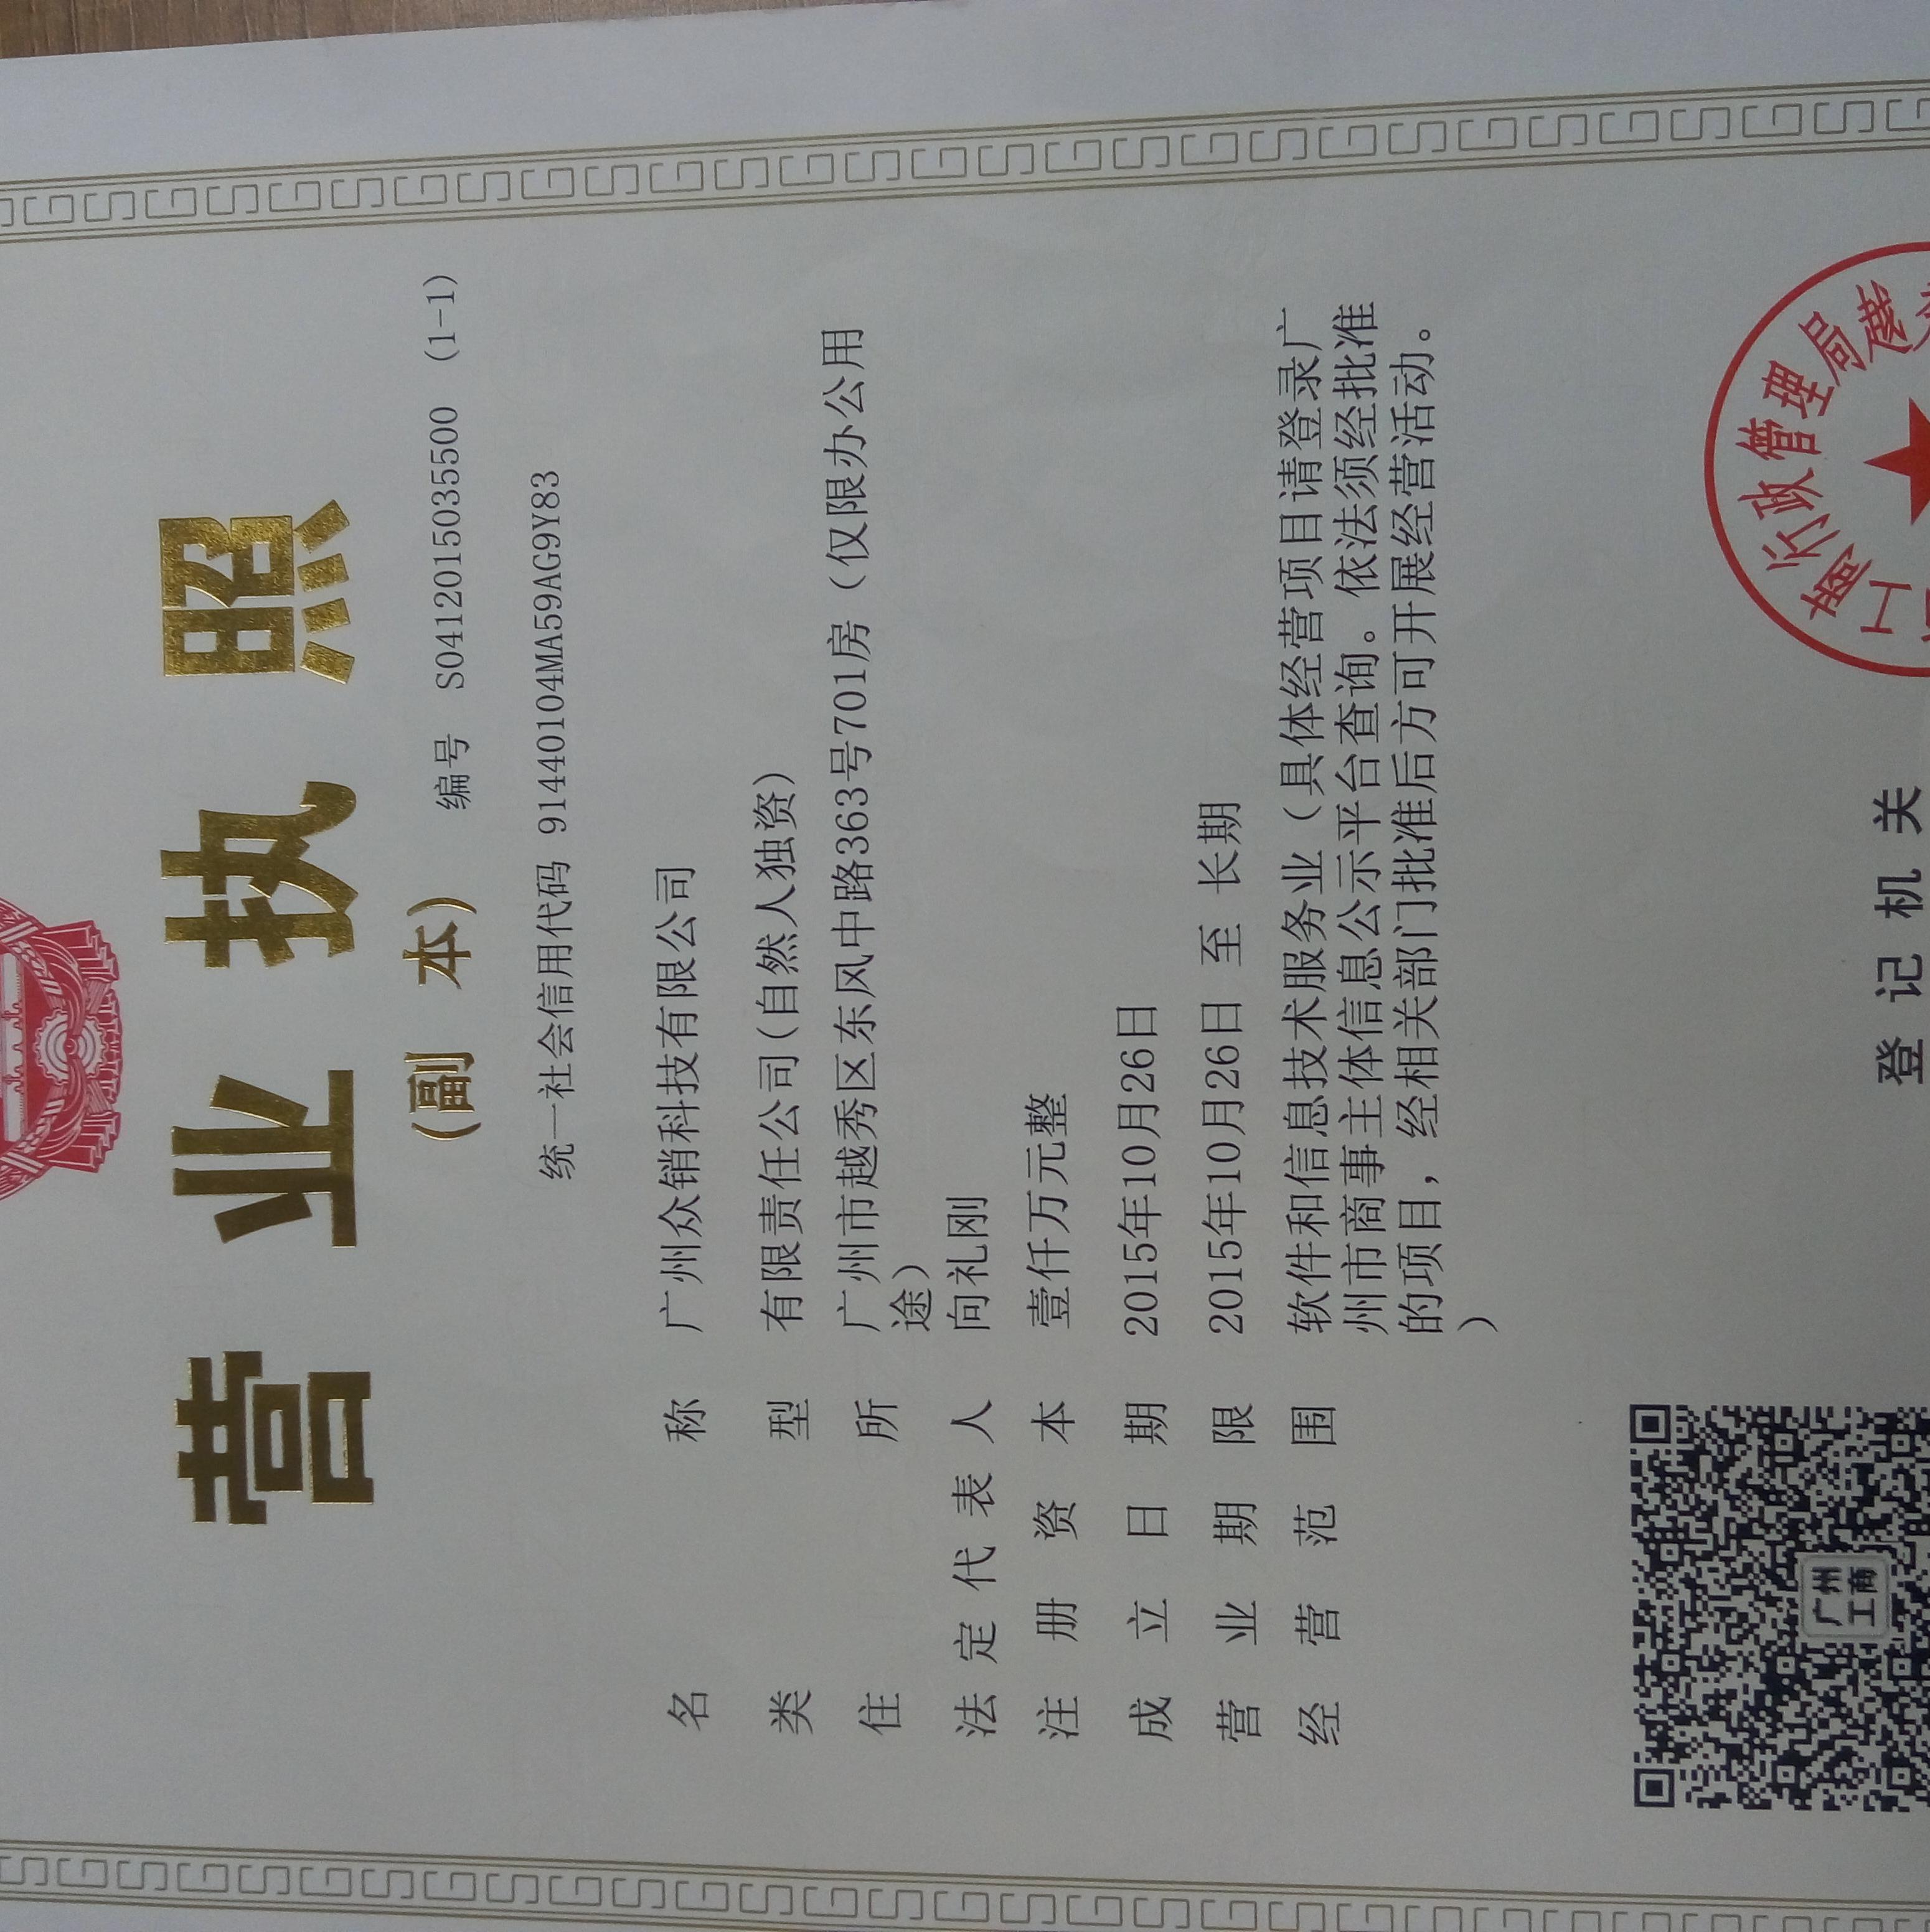 营业执照
(副 本)
编号 S0412015035500 (1-1)
统一社会信用代码 91440104MA59AG9Y83
名 称 广州众销科技有限公司
类 型 有限责任公司(自然人独资)
住 所 广州市越秀区东风中路363号701房（仅限办公用
途）
法定代表人 向礼刚
注 册 资 本 壹仟万元整
成 立 日 期 2015年10月26日
营 业 期 限 2015年10月26日 至 长期
经 营 范 围 软件和信息技术服务业（具体经营项目请登录广
州市商事主体信息公示平台查询。依法须经批准
的项目，经相关部门批准后方可开展经营活动。
）
登 记 机 关
工商行政管理局越
广州
工商